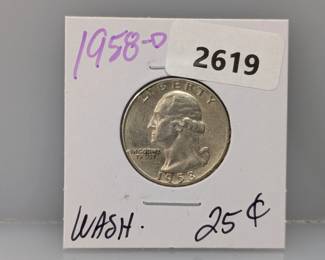 1958-D
2619
LIBERTY
IN GOD WE
TRUST
1958
WASH. 25¢